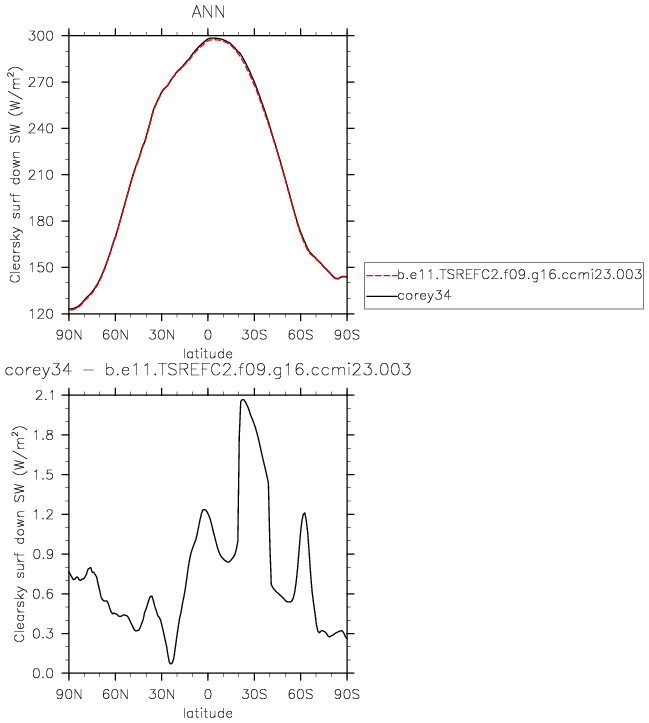 ANN
Clearsky surf down SW (W/m²)
300
270
240
210
180
150
120
90N 60N 30N 0 30S 60S 90S
latitude
b.e11.TSREFC2.f09.g16.ccmi23.003
corey34
corey34 − b.e11.TSREFC2.f09.g16.ccmi23.003
Clearsky surf down SW (W/m²)
2.1
1.8
1.5
1.2
0.9
0.6
0.3
0.0
90N 60N 30N 0 30S 60S 90S
latitude